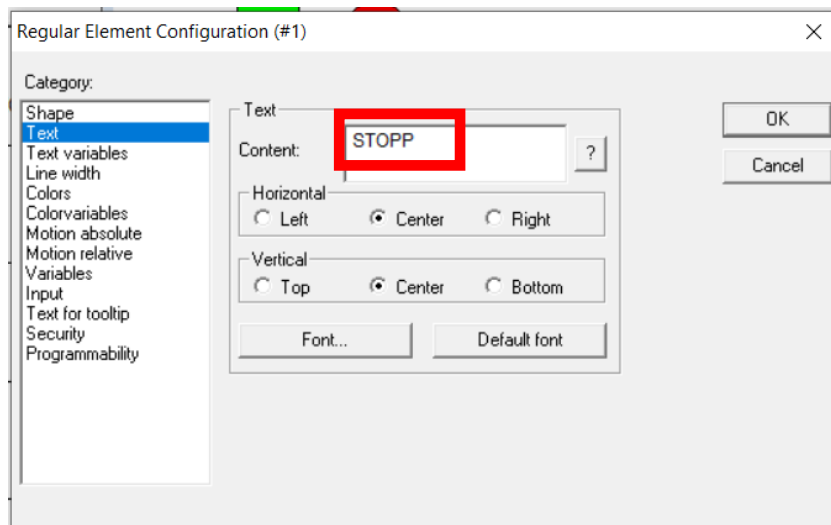 Regular Element Configuration (#1)
Category:
Shape
Text
Text variables
Line width
Colors
Colorvariables
Motion absolute
Motion relative
Variables
Input
Text for tooltip
Security
Programmability
Text
Content:
STOPP
?
Horizontal
Left
Center
Right
Vertical
Top
Center
Bottom
Font...
Default font
OK
Cancel